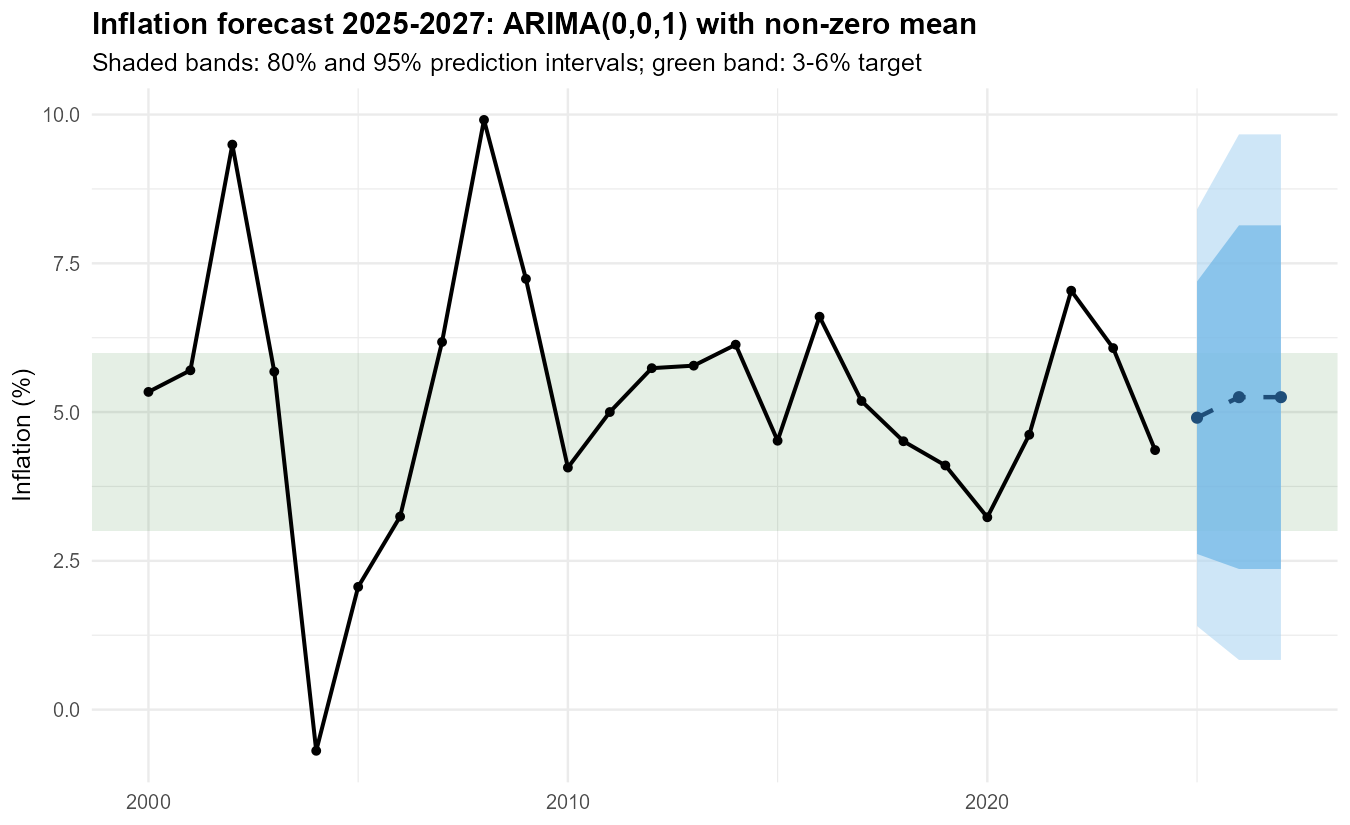 Inflation forecast 2025-2027: ARIMA(0,0,1) with non-zero mean
Shaded bands: 80% and 95% prediction intervals; green band: 3-6% target
Inflation (%)
10.0
7.5
5.0
2.5
0.0
2000 2010 2020